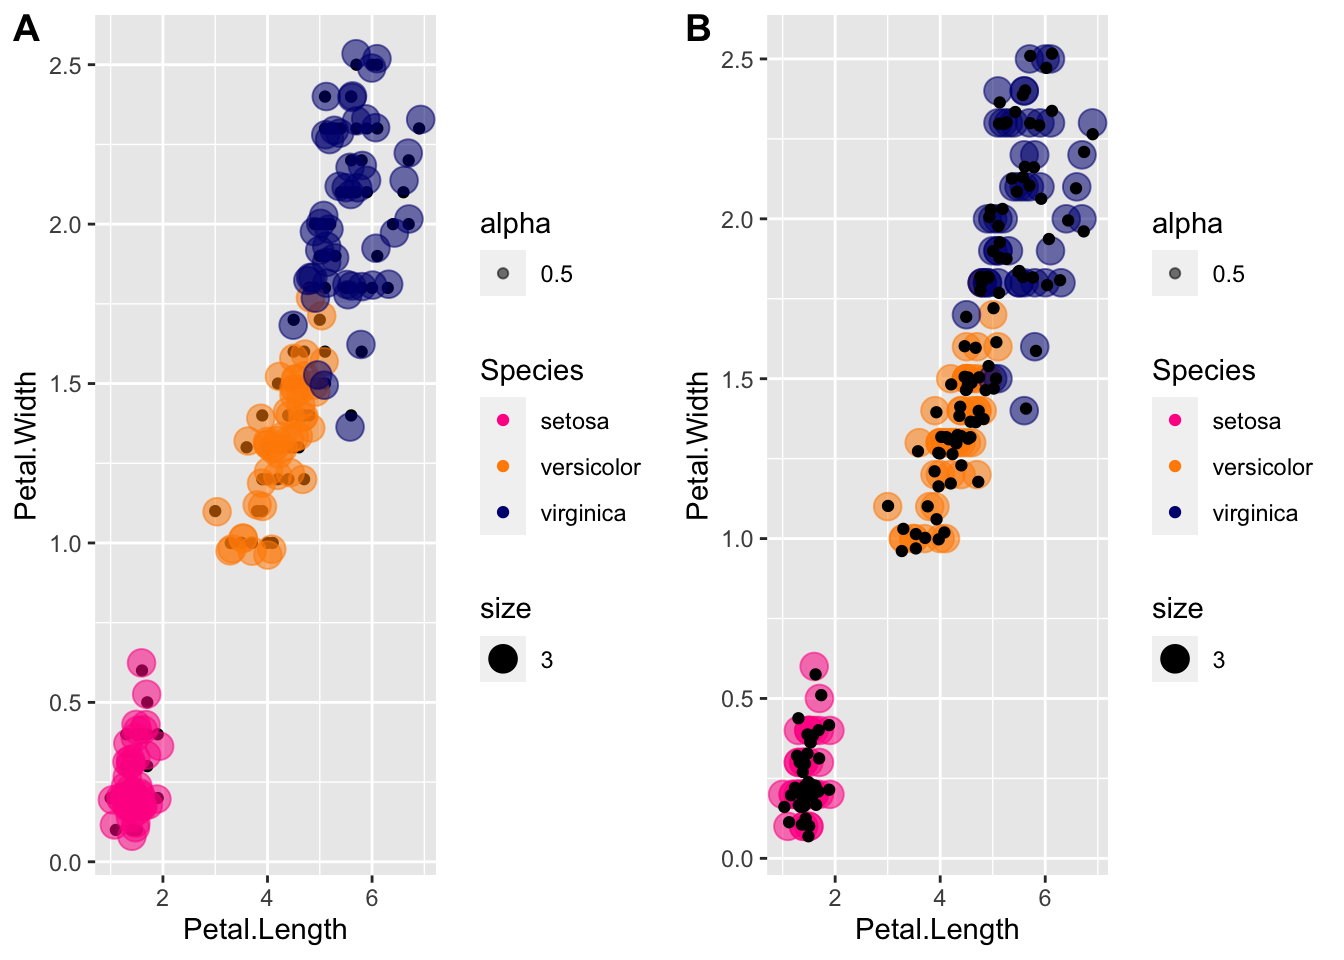 A
Petal.Width
2.5
2.0
1.5
1.0
0.5
0.0
2 4 6
Petal.Length
alpha
0.5
Species
setosa
versicolor
virginica
size
3
B
Petal.Width
2.5
2.0
1.5
1.0
0.5
0.0
2 4 6
Petal.Length
alpha
0.5
Species
setosa
versicolor
virginica
size
3